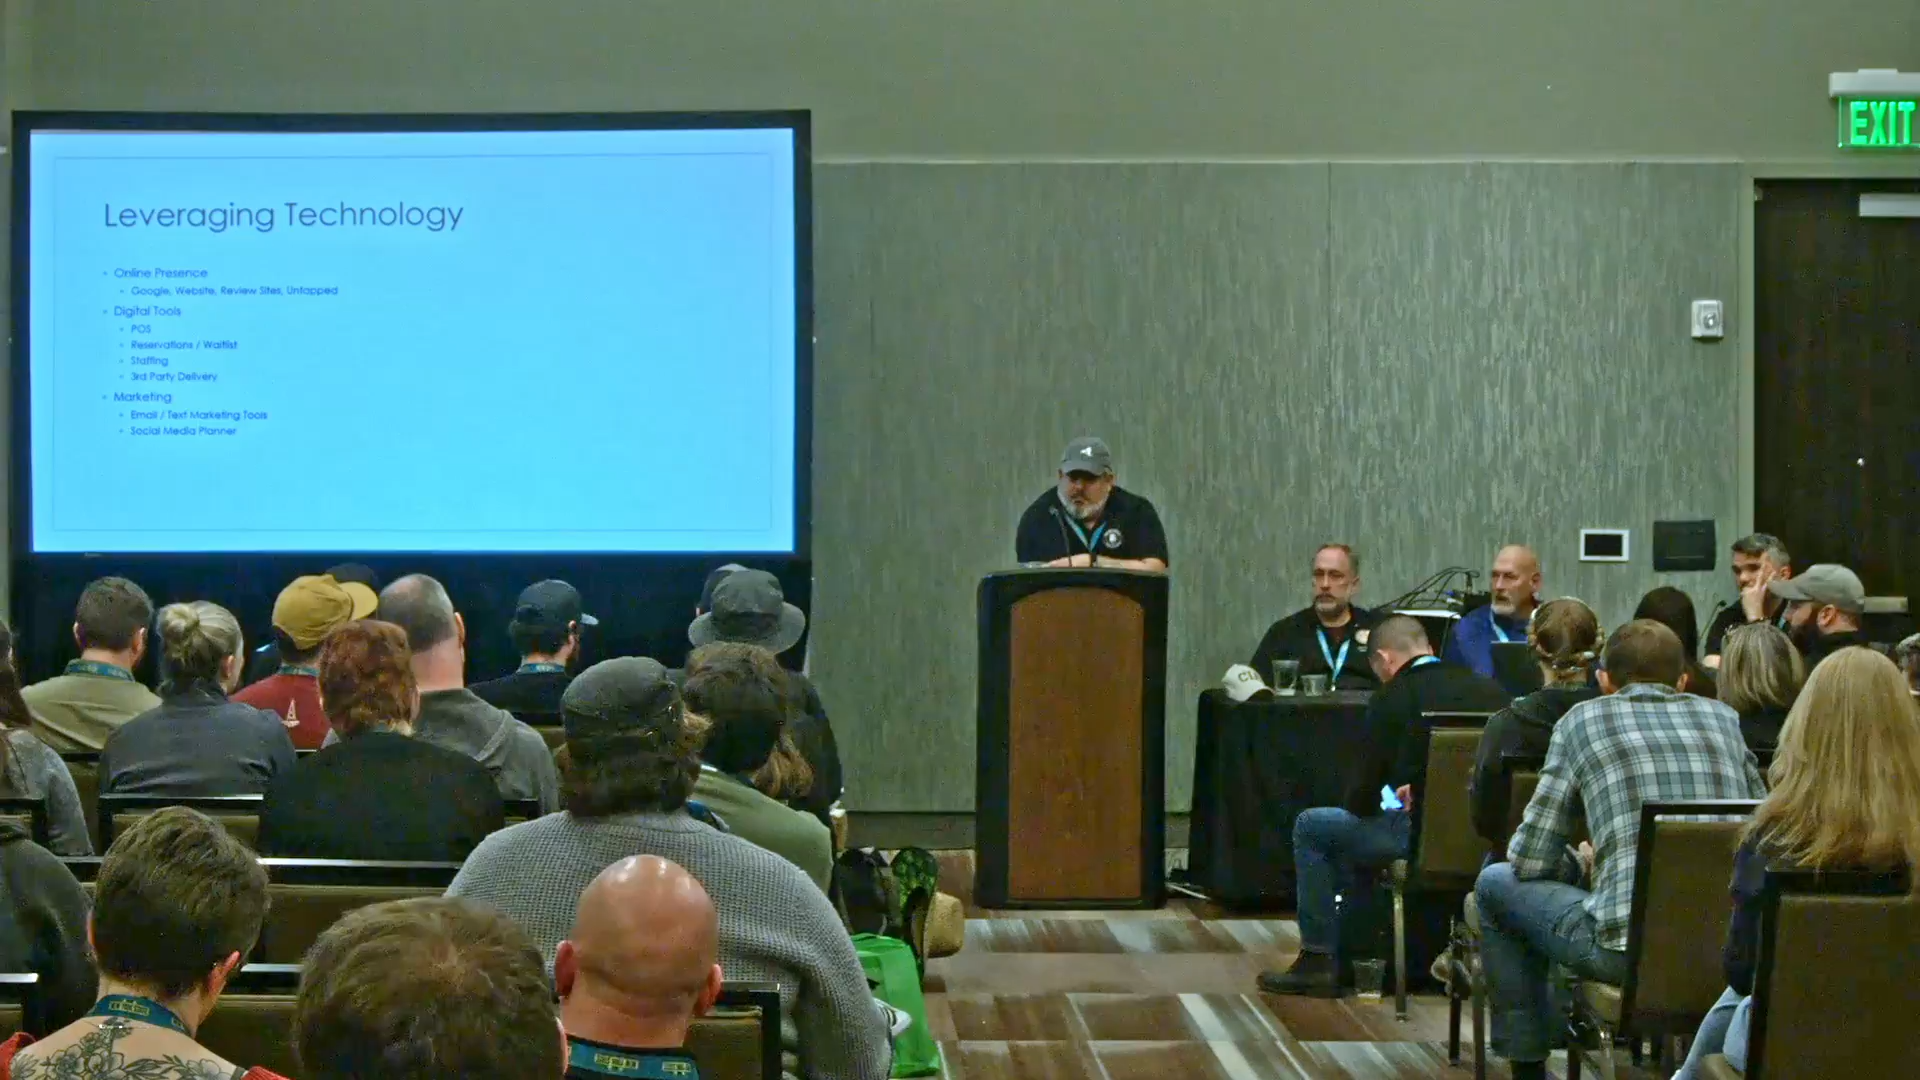 Leveraging Technology
Online Presence
Google, Website, Review Sites, Untapped
Digital Tools
POS
Reservations / Waitlist
Staffing
3rd Party Delivery
Marketing
Email / Text Marketing Tools
Social Media Planner
EXIT